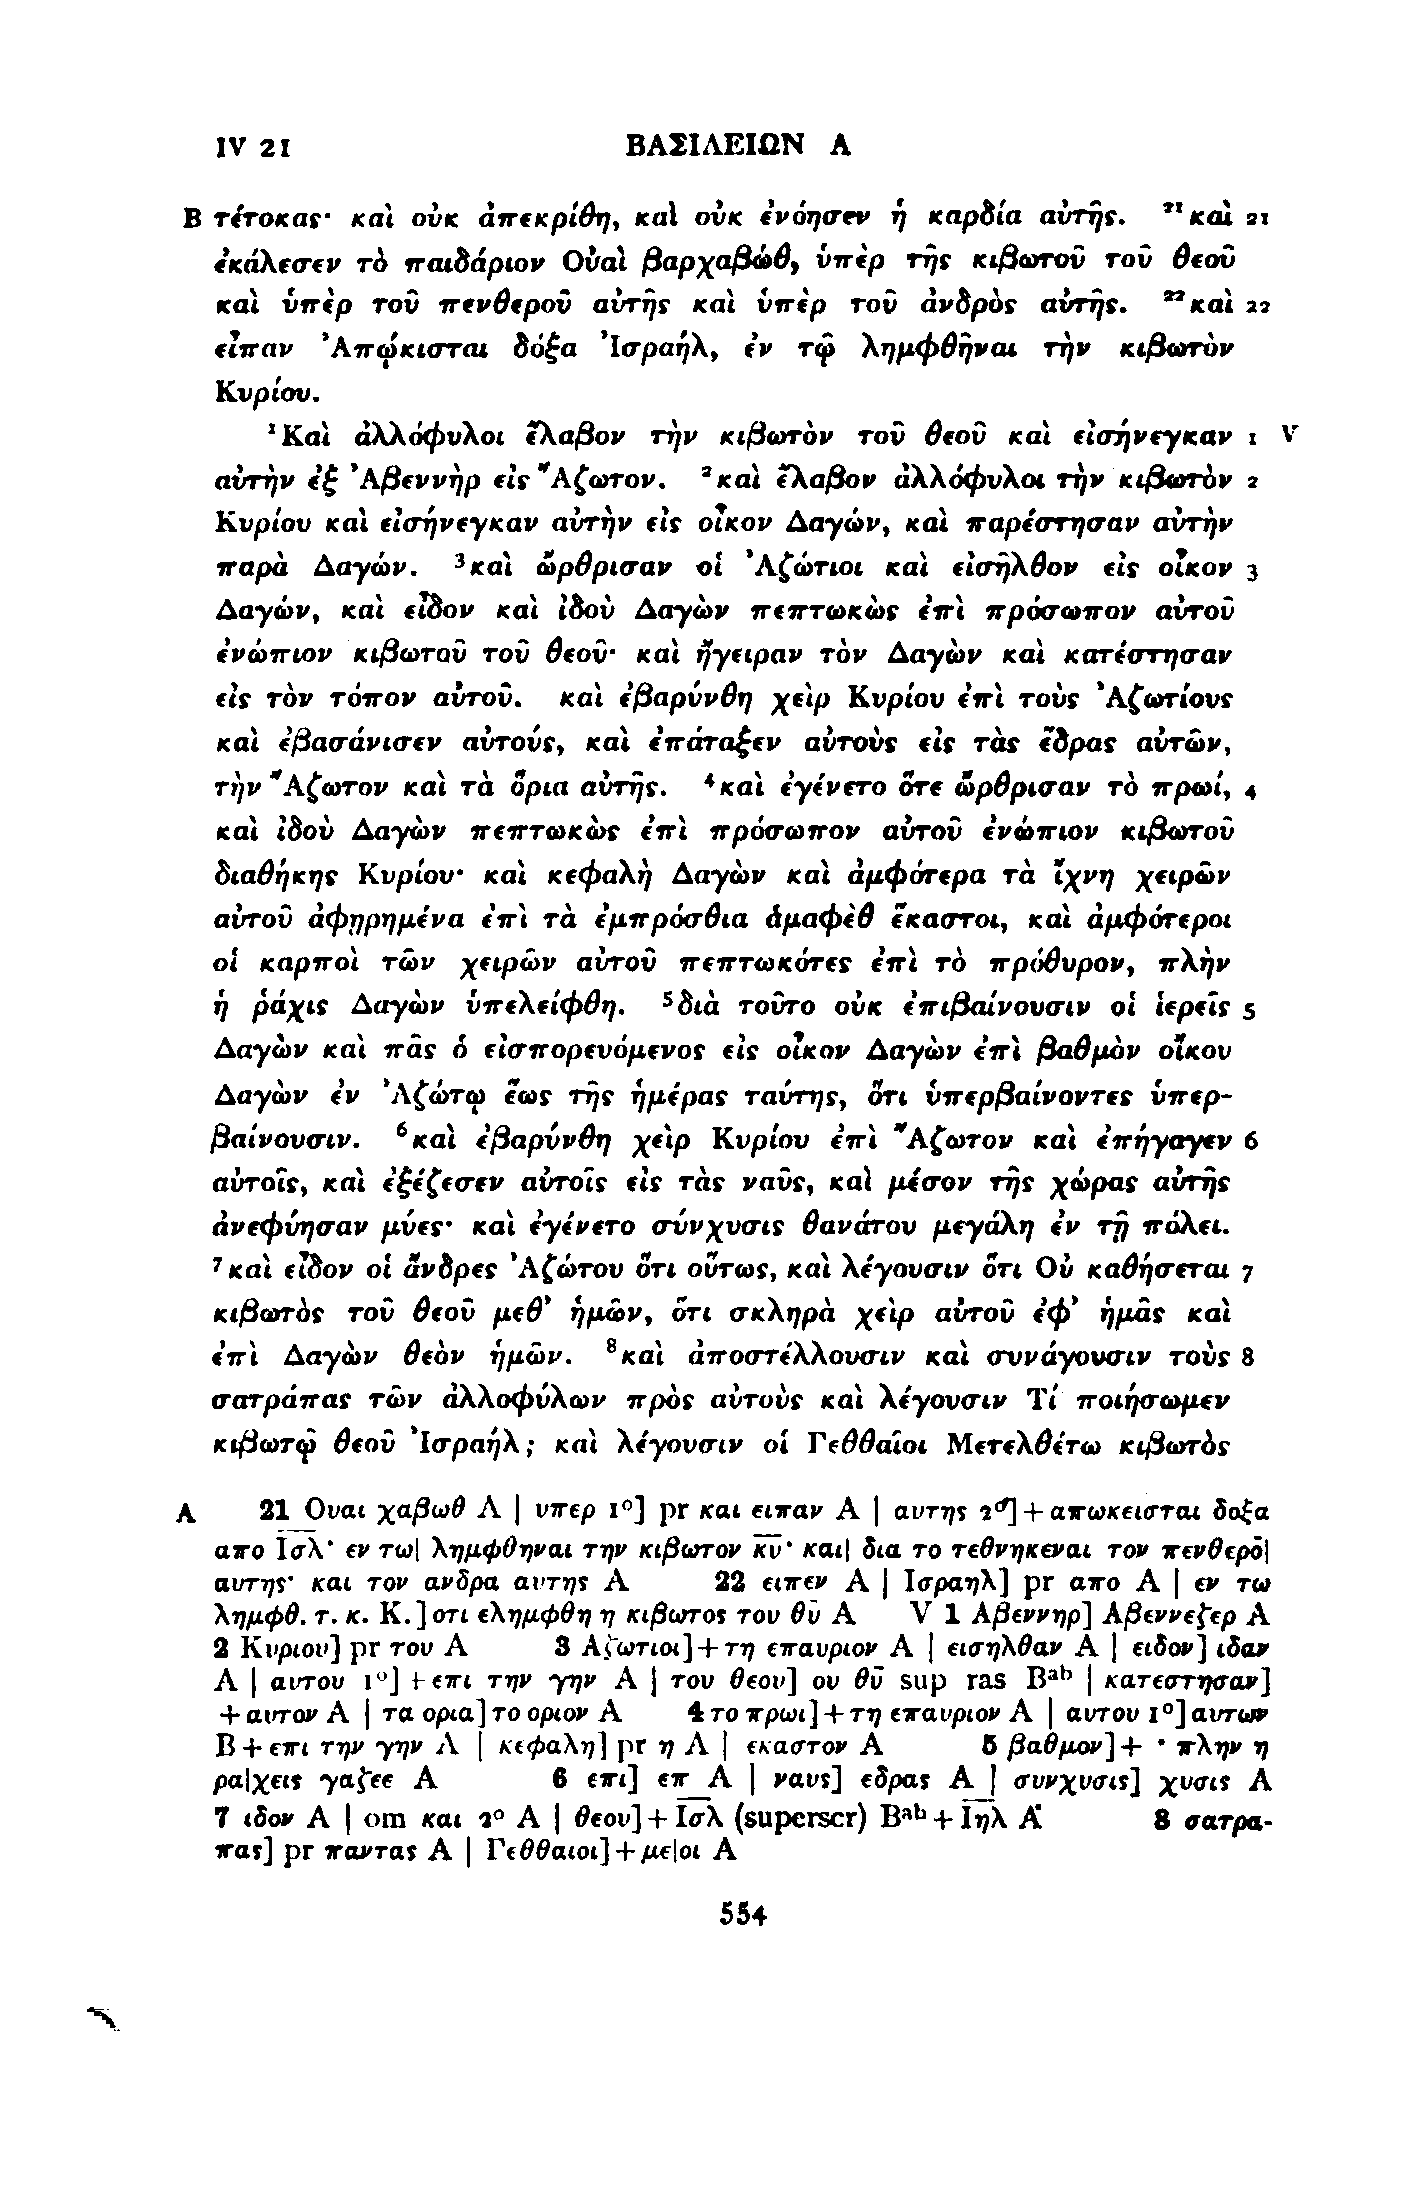 IV 21 ΒΑΣΙΛΕΙΩΝ Α
B τέτοκας· καὶ οὐκ ἀπεκρίθη, καὶ οὐκ ἐνόησεν ἡ καρδία αὐτῆς. ²¹καὶ 21
ἐκάλεσεν τὸ παιδάριον Οὐαὶ βαρχαβώθ, ὑπὲρ τῆς κιβωτοῦ τοῦ θεοῦ
καὶ ὑπὲρ τοῦ πενθεροῦ αὐτῆς καὶ ὑπὲρ τοῦ ἀνδρὸς αὐτῆς. ²²καὶ 22
εἶπαν Ἀπῴκισται δόξα Ἰσραήλ, ἐν τῷ λημφθῆναι τὴν κιβωτὸν
Κυρίου.
¹Καὶ ἀλλόφυλοι ἔλαβον τὴν κιβωτὸν τοῦ θεοῦ καὶ εἰσήνεγκαν 1 V
αὐτὴν ἐξ Ἀβεννὴρ εἰς Ἄζωτον. ²καὶ ἔλαβον ἀλλόφυλοι τὴν κιβωτὸν 2
Κυρίου καὶ εἰσήνεγκαν αὐτὴν εἰς οἶκον Δαγών, καὶ παρέστησαν αὐτὴν
παρὰ Δαγών. ³καὶ ὤρθρισαν οἱ Ἀζώτιοι καὶ εἰσῆλθον εἰς οἶκον 3
Δαγών, καὶ εἶδον καὶ ἰδοὺ Δαγὼν πεπτωκὼς ἐπὶ πρόσωπον αὐτοῦ
ἐνώπιον κιβωτοῦ τοῦ θεοῦ· καὶ ἤγειραν τὸν Δαγὼν καὶ κατέστησαν
εἰς τὸν τόπον αὐτοῦ. καὶ ἐβαρύνθη χεὶρ Κυρίου ἐπὶ τοὺς Ἀζωτίους
καὶ ἐβασάνισεν αὐτούς, καὶ ἐπάταξεν αὐτοὺς εἰς τὰς ἕδρας αὐτῶν,
τὴν Ἄζωτον καὶ τὰ ὅρια αὐτῆς. ⁴καὶ ἐγένετο ὅτε ὤρθρισαν τὸ πρωί, 4
καὶ ἰδοὺ Δαγὼν πεπτωκὼς ἐπὶ πρόσωπον αὐτοῦ ἐνώπιον κιβωτοῦ
διαθήκης Κυρίου· καὶ κεφαλὴ Δαγὼν καὶ ἀμφότερα τὰ ἴχνη χειρῶν
αὐτοῦ ἀφῃρημένα ἐπὶ τὰ ἐμπρόσθια ἁμαφὲθ ἕκαστοι, καὶ ἀμφότεροι
οἱ καρποὶ τῶν χειρῶν αὐτοῦ πεπτωκότες ἐπὶ τὸ πρόθυρον, πλὴν
ἡ ῥάχις Δαγὼν ὑπελείφθη. ⁵διὰ τοῦτο οὐκ ἐπιβαίνουσιν οἱ ἱερεῖς 5
Δαγὼν καὶ πᾶς ὁ εἰσπορευόμενος εἰς οἶκον Δαγὼν ἐπὶ βαθμὸν οἴκου
Δαγὼν ἐν Ἀζώτῳ ἕως τῆς ἡμέρας ταύτης, ὅτι ὑπερβαίνοντες ὑπερ-
βαίνουσιν. ⁶καὶ ἐβαρύνθη χεὶρ Κυρίου ἐπὶ Ἄζωτον καὶ ἐπήγαγεν 6
αὐτοῖς, καὶ ἐξέζεσεν αὐτοῖς εἰς τὰς ναῦς, καὶ μέσον τῆς χώρας αὐτῆς
ἀνεφύησαν μύες· καὶ ἐγένετο σύνχυσις θανάτου μεγάλη ἐν τῇ πόλει.
⁷καὶ εἶδον οἱ ἄνδρες Ἀζώτου ὅτι οὕτως, καὶ λέγουσιν ὅτι Οὐ καθήσεται 7
κιβωτὸς τοῦ θεοῦ μεθ’ ἡμῶν, ὅτι σκληρὰ χεὶρ αὐτοῦ ἐφ’ ἡμᾶς καὶ
ἐπὶ Δαγὼν θεὸν ἡμῶν. ⁸καὶ ἀποστέλλουσιν καὶ συνάγουσιν τοὺς 8
σατράπας τῶν ἀλλοφύλων πρὸς αὐτοὺς καὶ λέγουσιν Τί ποιήσωμεν
κιβωτῷ θεοῦ Ἰσραήλ; καὶ λέγουσιν οἱ Γεθθαῖοι Μετελθέτω κιβωτὸς
A 21 Ουαι χαβωθ A | υπερ 1°] pr και ειπαν A | αυτης 2°] + απωκεισται δοξα
απο Ισ̅λ̅· εν τω| λημφθηναι την κιβωτον κ̅υ̅· και| δια το τεθνηκεναι τον πενθερο̅|
αυτης· και τον ανδρα αυτης A 22 ειπεν A | Ισραηλ] pr απο A | εν τω
λημφθ. τ. κ. Κ.] οτι ελημφθη η κιβωτος του θ̅υ̅ A V 1 Αβεννηρ] Αβεννεζερ A
2 Κυριου] pr του A 3 Αζωτιοι] + τη επαυριον A | εισηλθαν A | ειδον] ιδαν
A | αυτου 1°] + επι την γην A | του θεου] ου θ̅υ̅ sup ras Bᵃᵇ | κατεστησαν]
+ αυτον A | τα ορια] το οριον A 4 το πρωι] + τη επαυριον A | αυτου 1°] αυτων
B + επι την γην A | κεφαλη] pr η A | εκαστον A 5 βαθμον] + · πλην η
ρα|χεις γαζεε A 6 επι] επ A | ναυς] εδρας A | συνχυσις] χυσις A
7 ιδον A | om και 2° A | θεου] + Ισ̅λ̅ (superscr) Bᵃᵇ + Ιη̅λ̅ A 8 σατρα-
πας] pr παντας A | Γεθθαιοι] + με|οι A
554